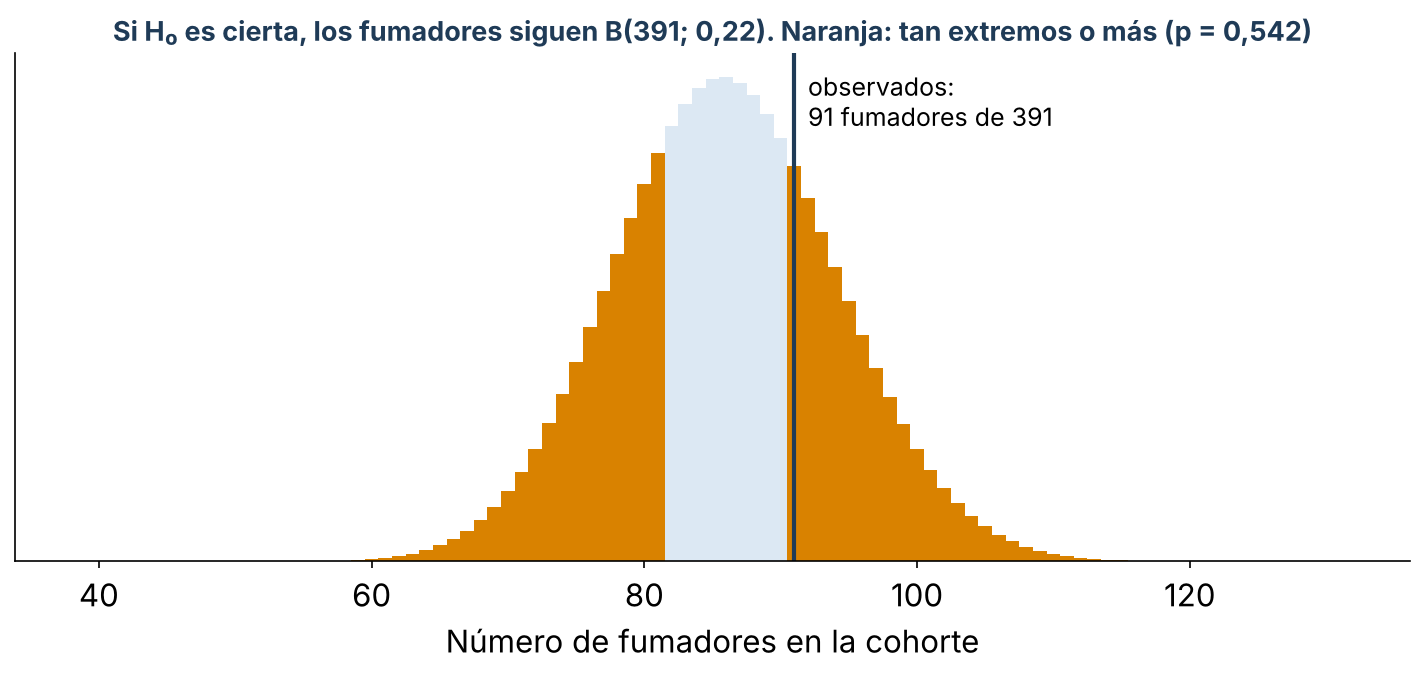 Si H₀ es cierta, los fumadores siguen B(391; 0,22). Naranja: tan extremos o más (p = 0,542)
observados:
91 fumadores de 391
40 60 80 100 120
Número de fumadores en la cohorte